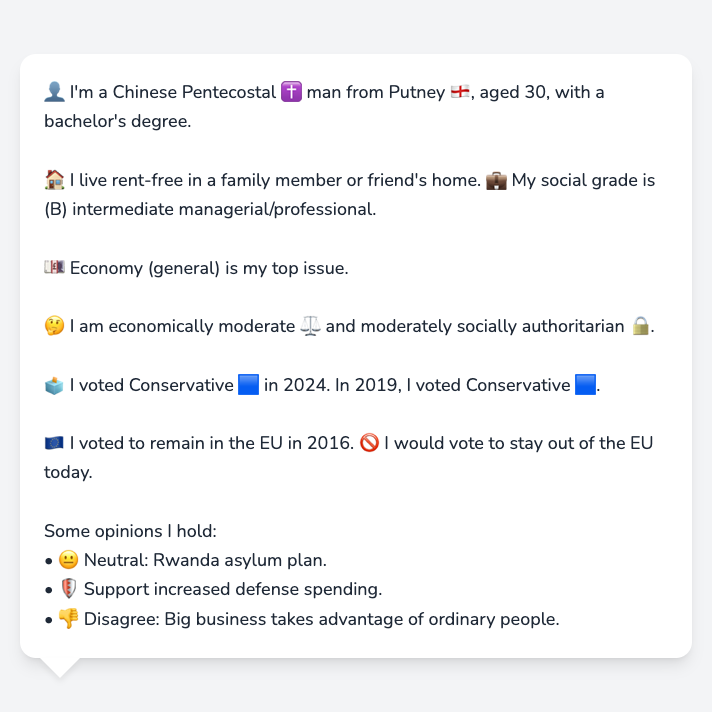 👤 I'm a Chinese Pentecostal ✝️ man from Putney 🏴󠁧󠁢󠁥󠁮󠁧󠁿, aged 30, with a
bachelor's degree.
🏠 I live rent-free in a family member or friend's home. 💼 My social grade is
(B) intermediate managerial/professional.
💷 Economy (general) is my top issue.
🤔 I am economically moderate ⚖️ and moderately socially authoritarian 🔒.
🗳️ I voted Conservative 🟦 in 2024. In 2019, I voted Conservative 🟦.
🇪🇺 I voted to remain in the EU in 2016. 🚫 I would vote to stay out of the EU
today.
Some opinions I hold:
• 😐 Neutral: Rwanda asylum plan.
• 🛡️ Support increased defense spending.
• 👎 Disagree: Big business takes advantage of ordinary people.